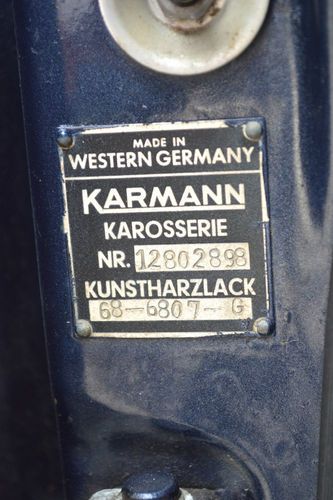 MADE IN
WESTERN GERMANY
KARMANN
KAROSSERIE
NR. 12802898
KUNSTHARZLACK
68-6807-G